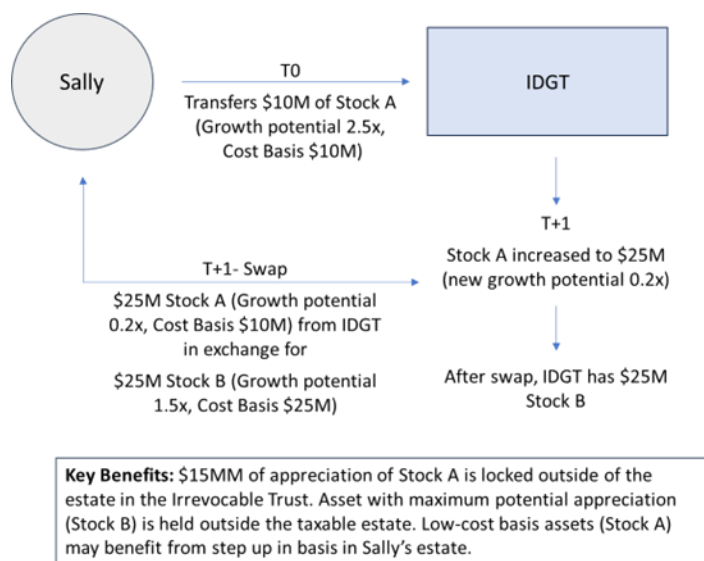 Sally
T0
IDGT
Transfers $10M of Stock A
(Growth potential 2.5x,
Cost Basis $10M)
T+1
Stock A increased to $25M
(new growth potential 0.2x)
T+1- Swap
$25M Stock A (Growth potential
0.2x, Cost Basis $10M) from IDGT
in exchange for
$25M Stock B (Growth potential
1.5x, Cost Basis $25M)
After swap, IDGT has $25M
Stock B
Key Benefits: $15MM of appreciation of Stock A is locked outside of the
estate in the Irrevocable Trust. Asset with maximum potential appreciation
(Stock B) is held outside the taxable estate. Low-cost basis assets (Stock A)
may benefit from step up in basis in Sally’s estate.